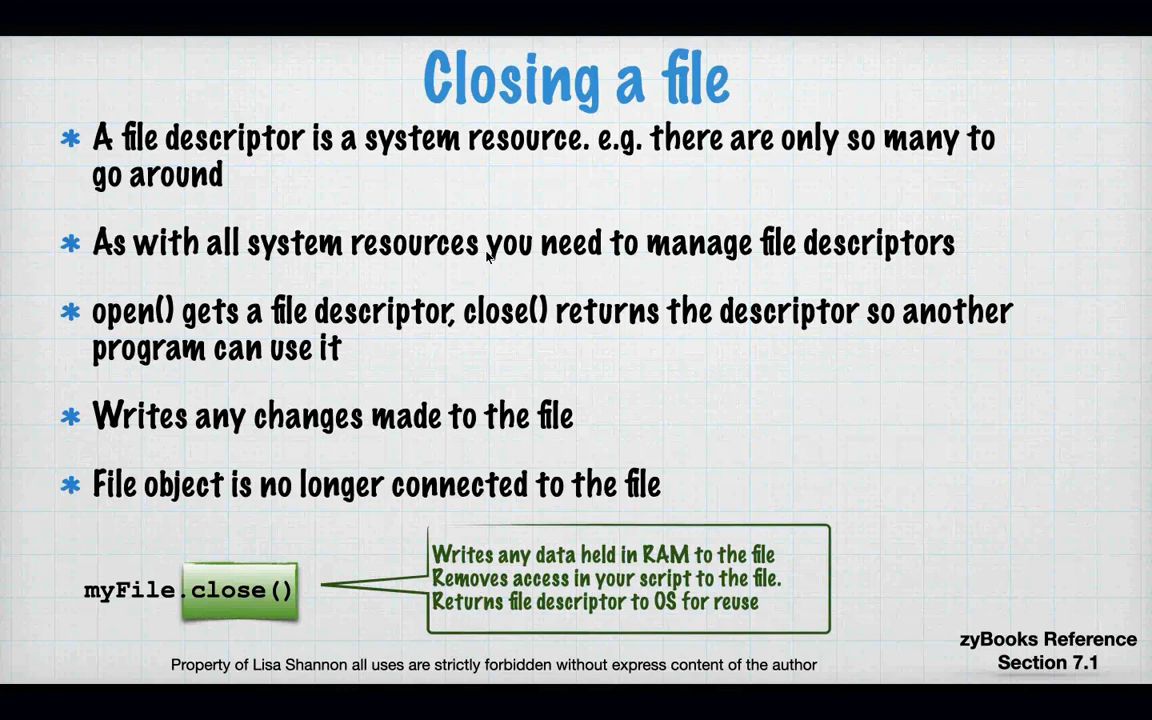 Closing a file
* A file descriptor is a system resource. e.g. there are only so many to
go around
* As with all system resources you need to manage file descriptors
* open() gets a file descriptor, close() returns the descriptor so another
program can use it
* Writes any changes made to the file
* File object is no longer connected to the file
myFile.close()
Writes any data held in RAM to the file
Removes access in your script to the file.
Returns file descriptor to OS for reuse
zyBooks Reference
Section 7.1
Property of Lisa Shannon all uses are strictly forbidden without express content of the author